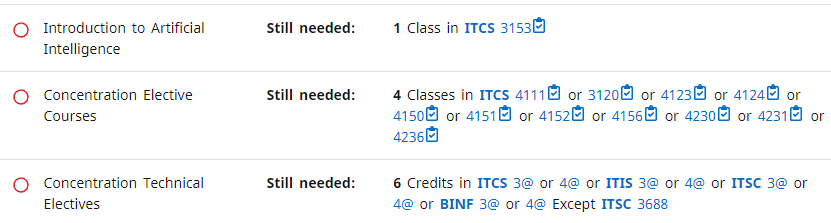 Introduction to Artificial Still needed: 1 Class in ITCS 3153
Intelligence
Concentration Elective Still needed: 4 Classes in ITCS 4111 or 3120 or 4123 or 4124 or
Courses 4150 or 4151 or 4152 or 4156 or 4230 or 4231 or
4236
Concentration Technical Still needed: 6 Credits in ITCS 3@ or 4@ or ITIS 3@ or 4@ or ITSC 3@ or
Electives 4@ or BINF 3@ or 4@ Except ITSC 3688